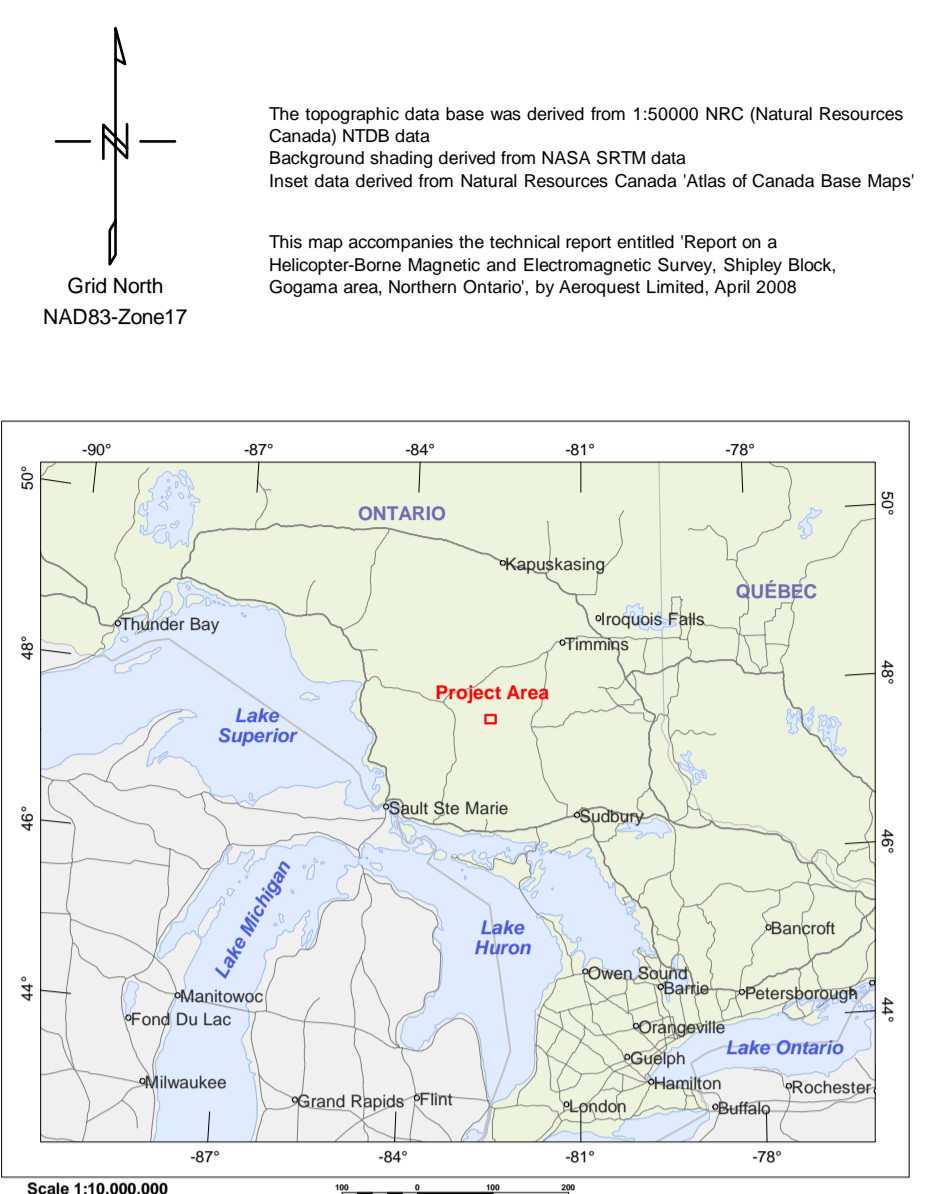 N
Grid North
NAD83-Zone17
The topographic data base was derived from 1:50000 NRC (Natural Resources
Canada) NTDB data
Background shading derived from NASA SRTM data
Inset data derived from Natural Resources Canada 'Atlas of Canada Base Maps'
This map accompanies the technical report entitled 'Report on a
Helicopter-Borne Magnetic and Electromagnetic Survey, Shipley Block,
Gogama area, Northern Ontario', by Aeroquest Limited, April 2008
-90° -87° -84° -81° -78°
50°
50°
ONTARIO
Kapuskasing
QUÉBEC
Thunder Bay
Iroquois Falls
Timmins
48°
48°
Project Area
Lake
Superior
Sault Ste Marie
Sudbury
46°
46°
Lake Michigan
Lake
Huron
Bancroft
Owen Sound
Barrie
Petersborough
44°
44°
Manitowoc
Fond Du Lac
Orangeville
Lake Ontario
Guelph
Milwaukee
Hamilton
Rochester
Grand Rapids
Flint
London
Buffalo
-87° -84° -81° -78°
Scale 1:10,000,000
100 0 100 200